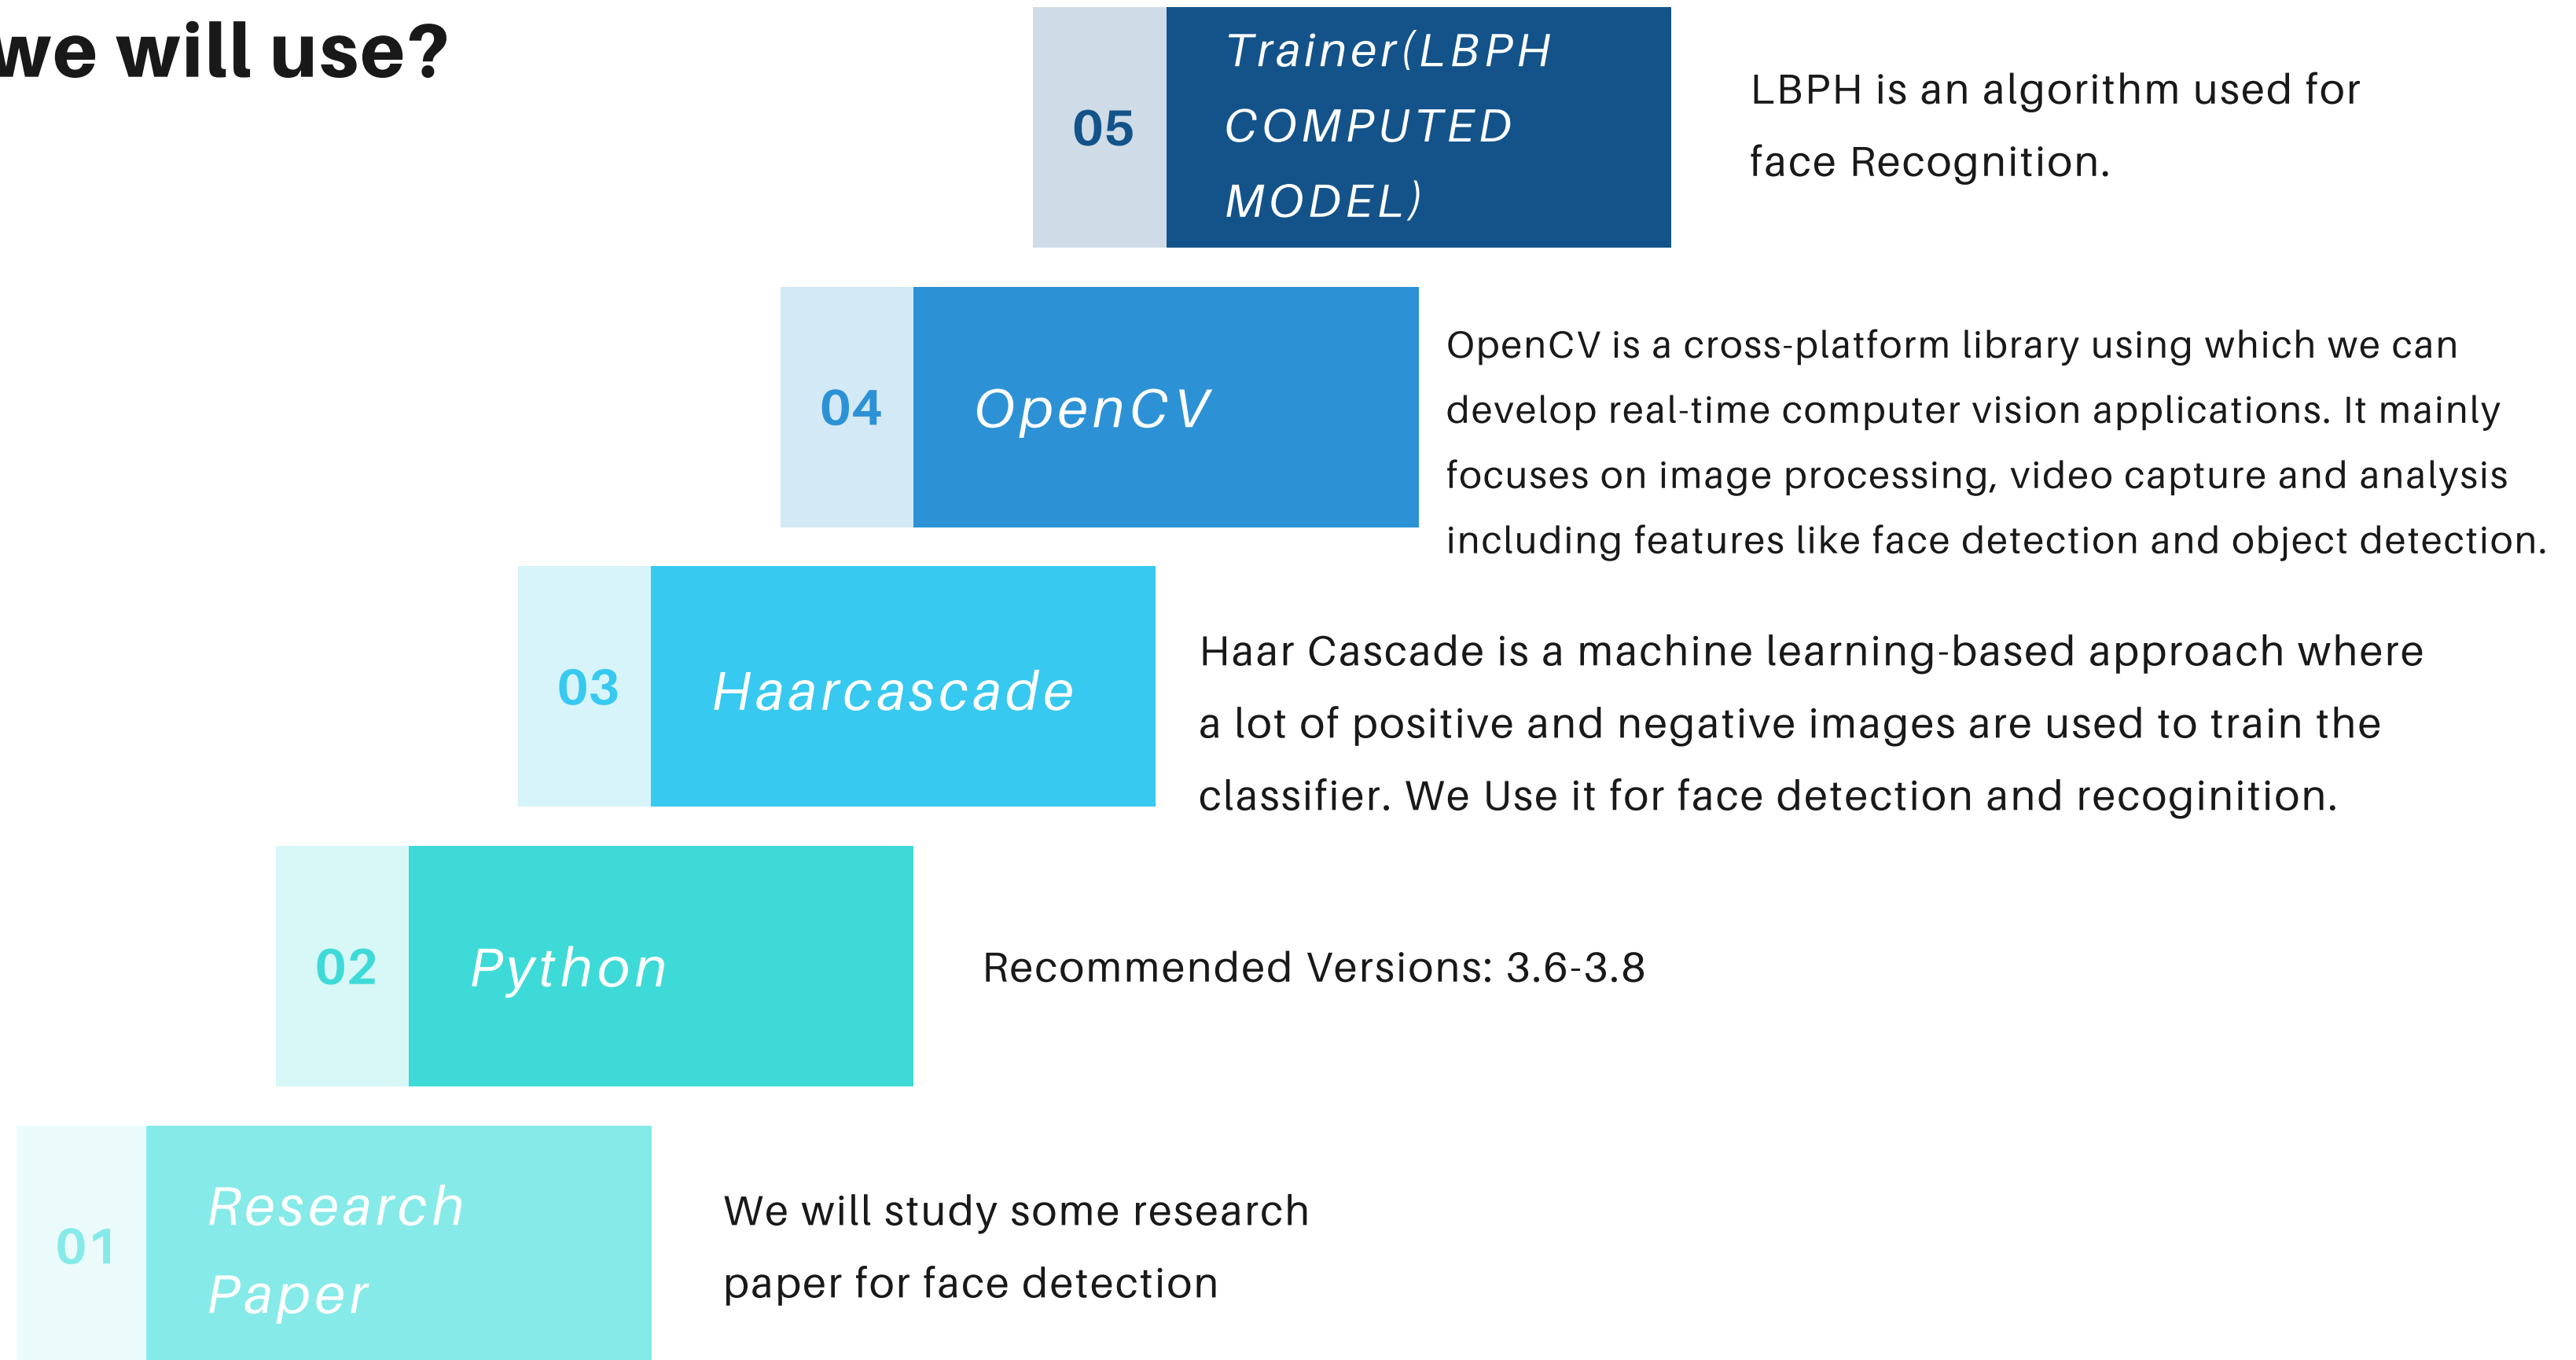 we will use?
05
Trainer(LBPH
COMPUTED
MODEL)
LBPH is an algorithm used for
face Recognition.
04
OpenCV
OpenCV is a cross-platform library using which we can
develop real-time computer vision applications. It mainly
focuses on image processing, video capture and analysis
including features like face detection and object detection.
03
Haarcascade
Haar Cascade is a machine learning-based approach where
a lot of positive and negative images are used to train the
classifier. We Use it for face detection and recoginition.
02
Python
Recommended Versions: 3.6-3.8
01
Research
Paper
We will study some research
paper for face detection